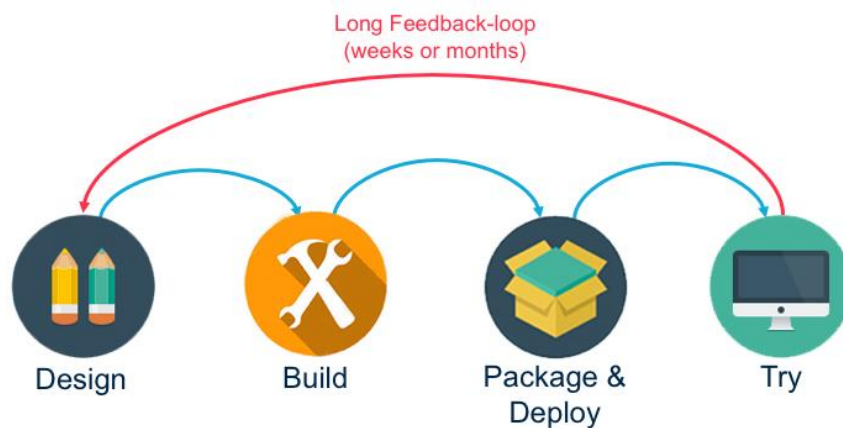 Long Feedback-loop
(weeks or months)
Design
Build
Package &
Deploy
Try